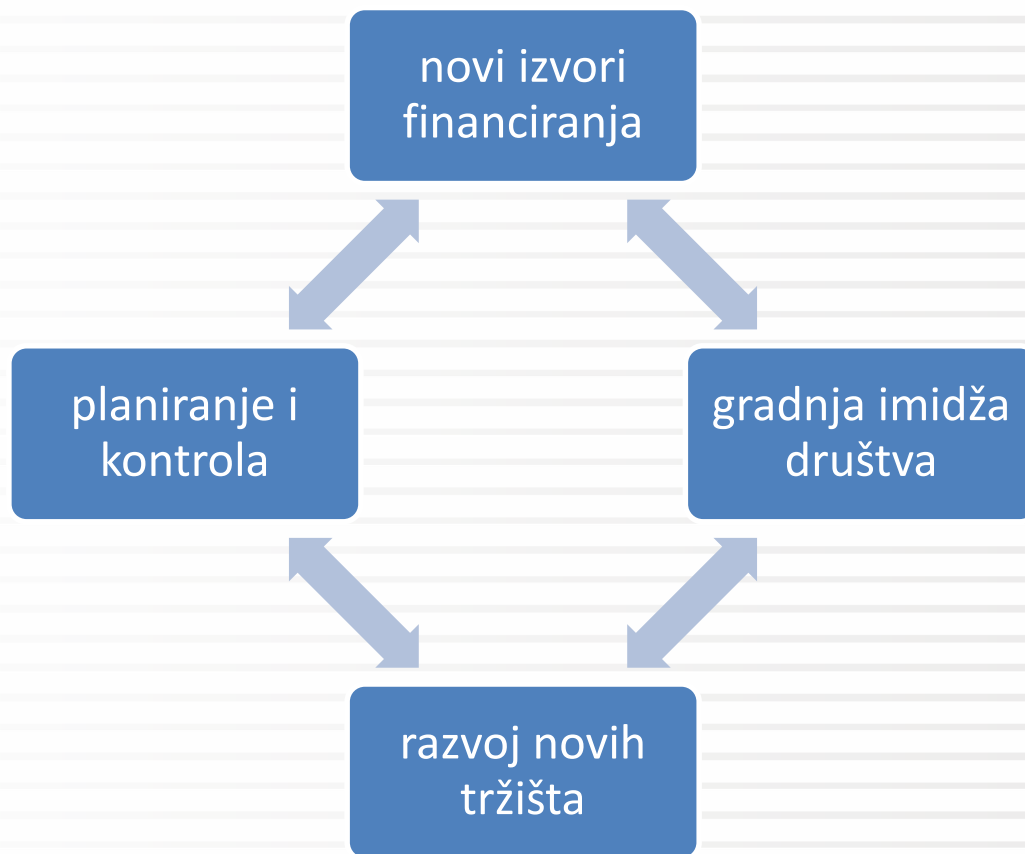 novi izvori
financiranja
planiranje i
kontrola
gradnja imidža
društva
razvoj novih
tržišta